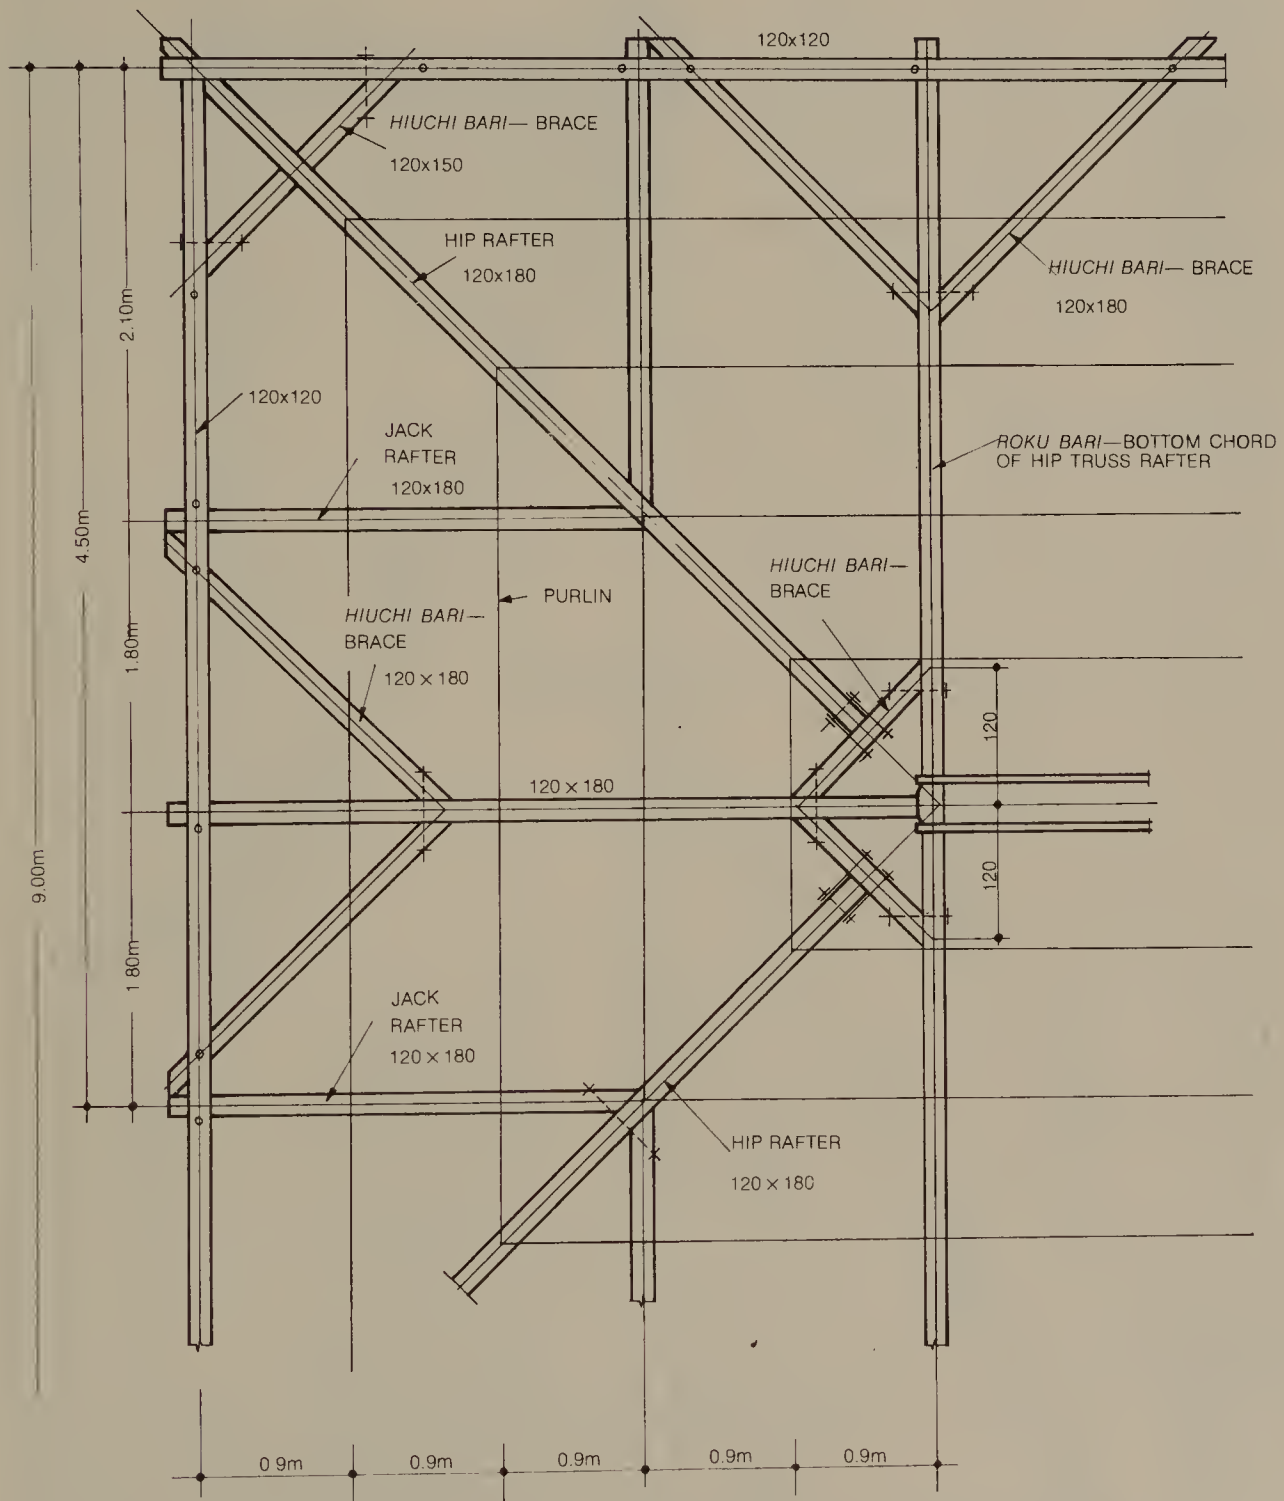 120x120
HIUCHI BARI— BRACE
120x150
HIP RAFTER
120x180
HIUCHI BARI— BRACE
120x180
2.10m
120x120
JACK
RAFTER
120x180
ROKU BARI—BOTTOM CHORD
OF HIP TRUSS RAFTER
4.50m
HIUCHI BARI—
BRACE
PURLIN
HIUCHI BARI—
BRACE
120 × 180
1.80m
120
120 × 180
9.00m
120
1 80m
JACK
RAFTER
120 × 180
HIP RAFTER
120 × 180
0.9m
0.9m
0.9m
0.9m
0.9m